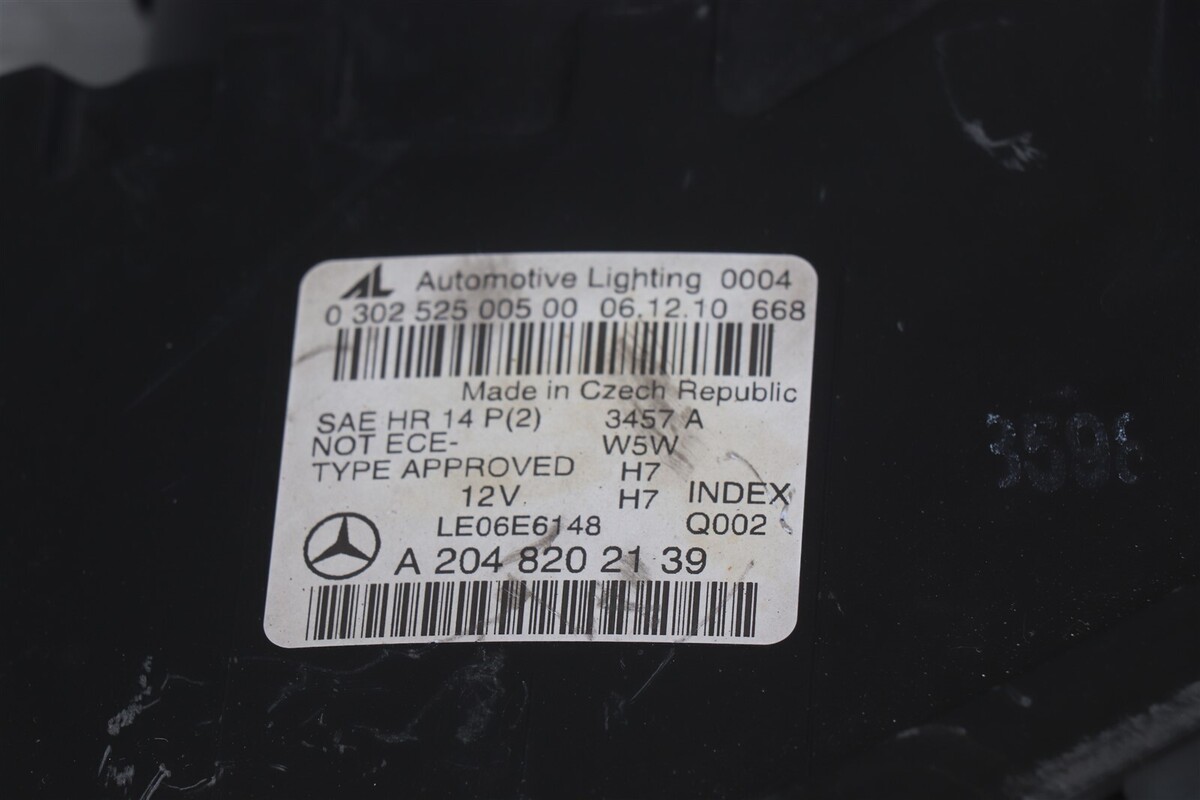 AL Automotive Lighting 0004
0 302 525 005 00 06.12.10 668
Made in Czech Republic
SAE HR 14 P(2) 3457 A
NOT ECE- W5W
TYPE APPROVED H7
12V H7 INDEX
LE06E6148 Q002
A 204 820 21 39